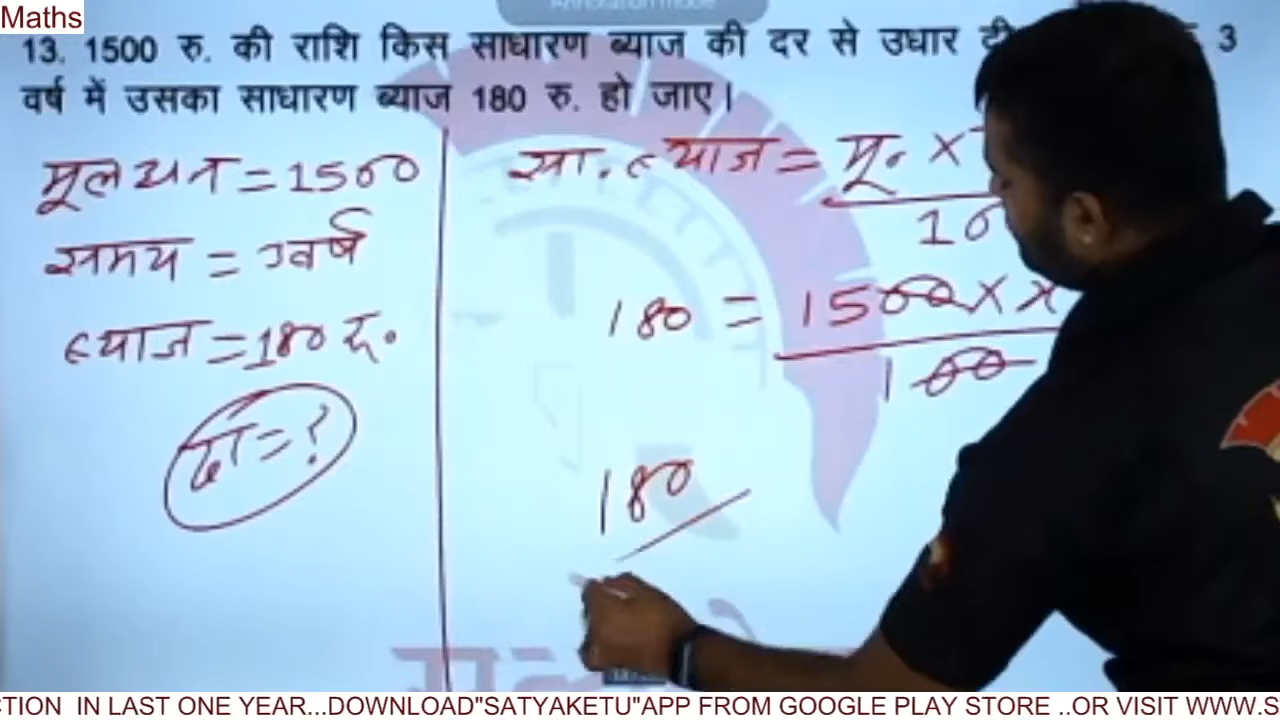 Maths
Annotation mode
13. 1500 रु. की राशि किस साधारण ब्याज की दर से उधार 3
वर्ष में उसका साधारण ब्याज 180 रु. हो जाए।
मूलधन = 1500
सा. ब्याज = मू. ×
समय = 3 वर्ष
10
180 = 1500 × x
ब्याज = 180 रु.
100
दर = ?
180
CTION IN LAST ONE YEAR...DOWNLOAD"SATYAKETU"APP FROM GOOGLE PLAY STORE ..OR VISIT WWW.S